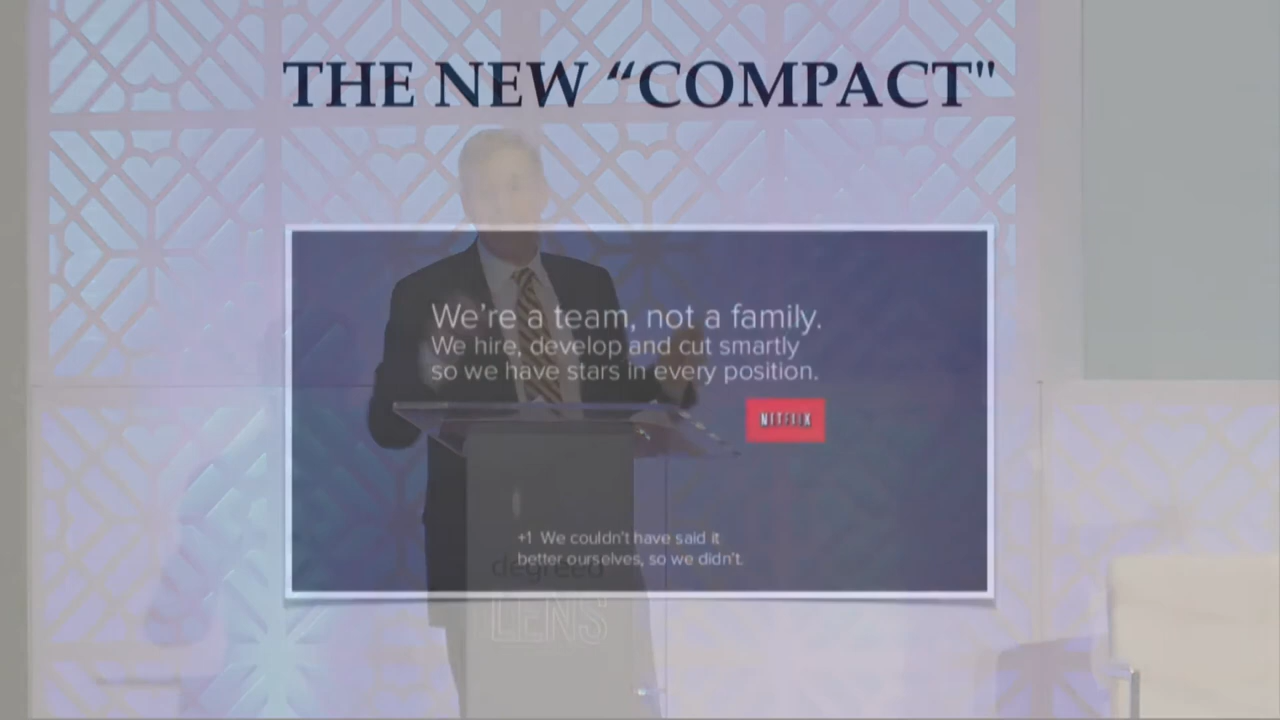 THE NEW “COMPACT"
We’re a team, not a family.
We hire, develop and cut smartly
so we have stars in every position.
NETFLIX
+1 We couldn’t have said it
better ourselves, so we didn’t.
degreed
LENS